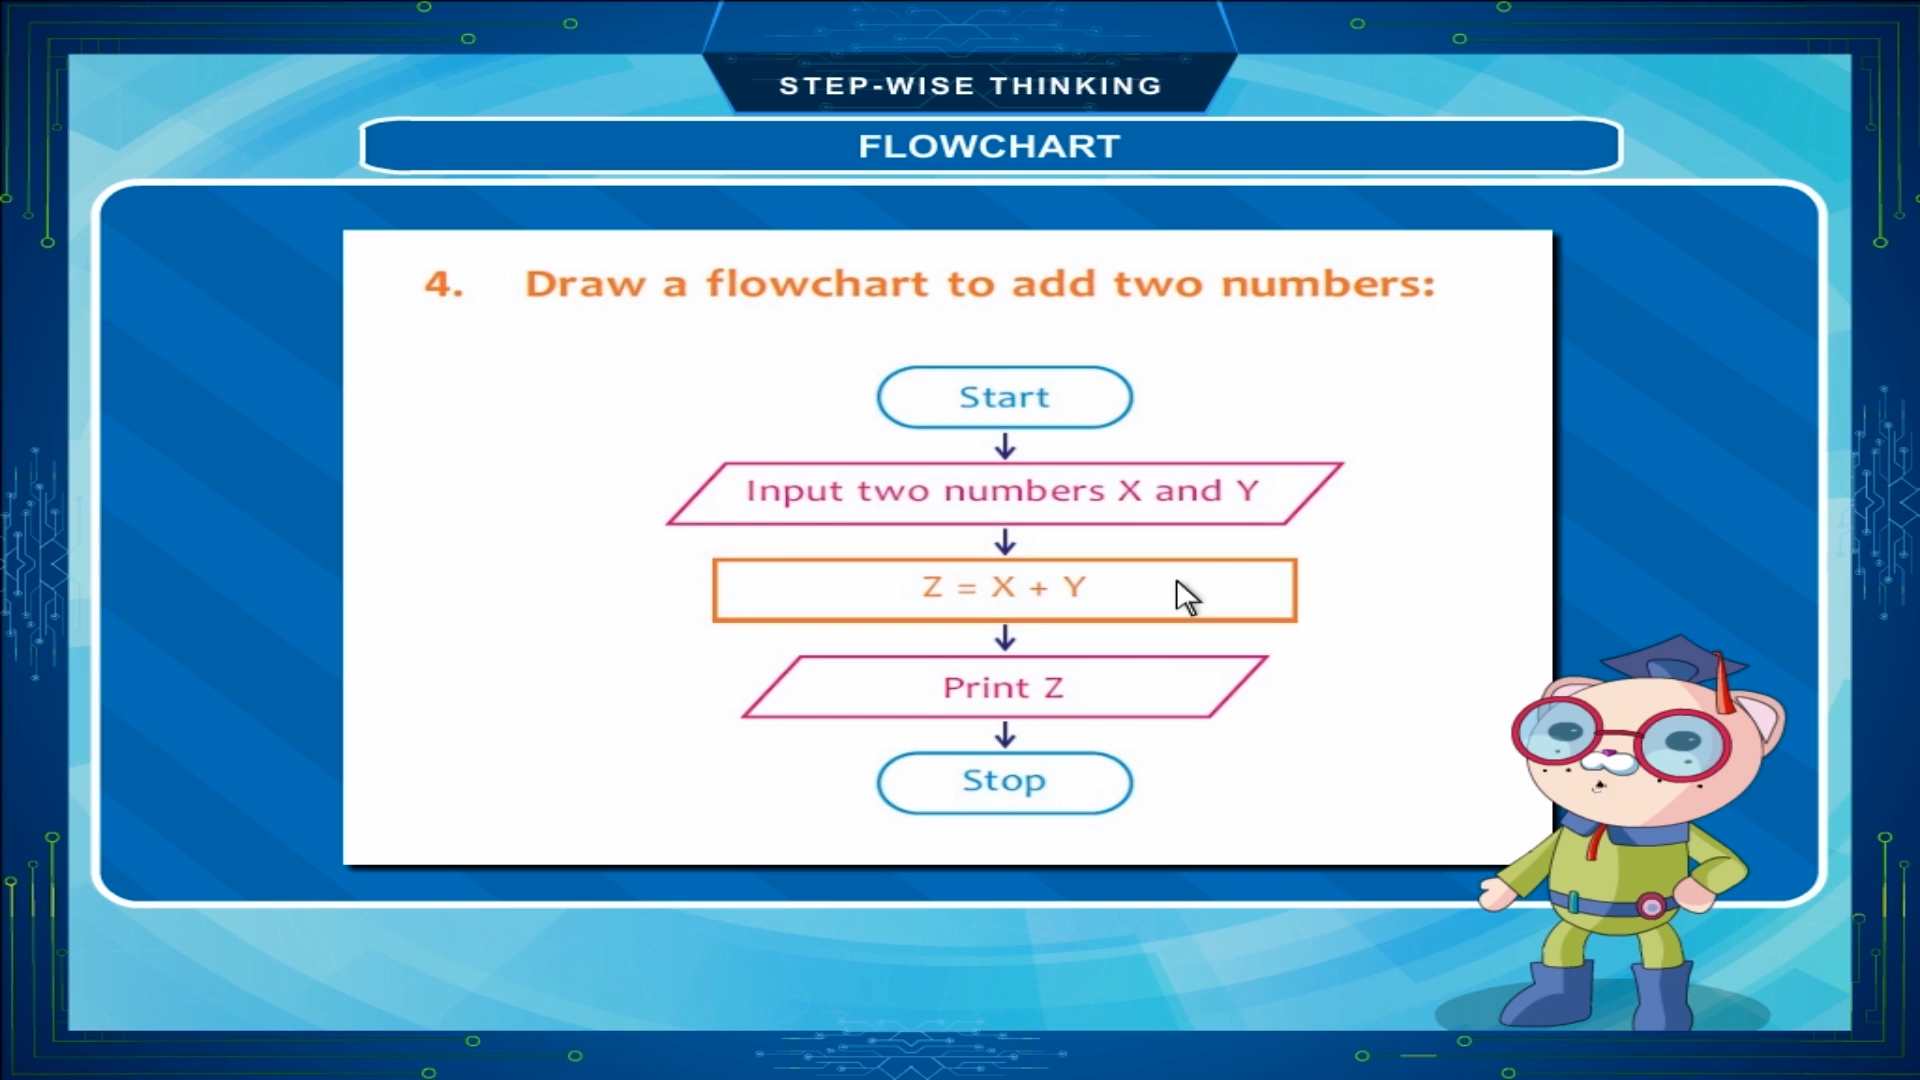 STEP-WISE THINKING
FLOWCHART
4. Draw a flowchart to add two numbers:
Start
Input two numbers X and Y
Z = X + Y
Print Z
Stop